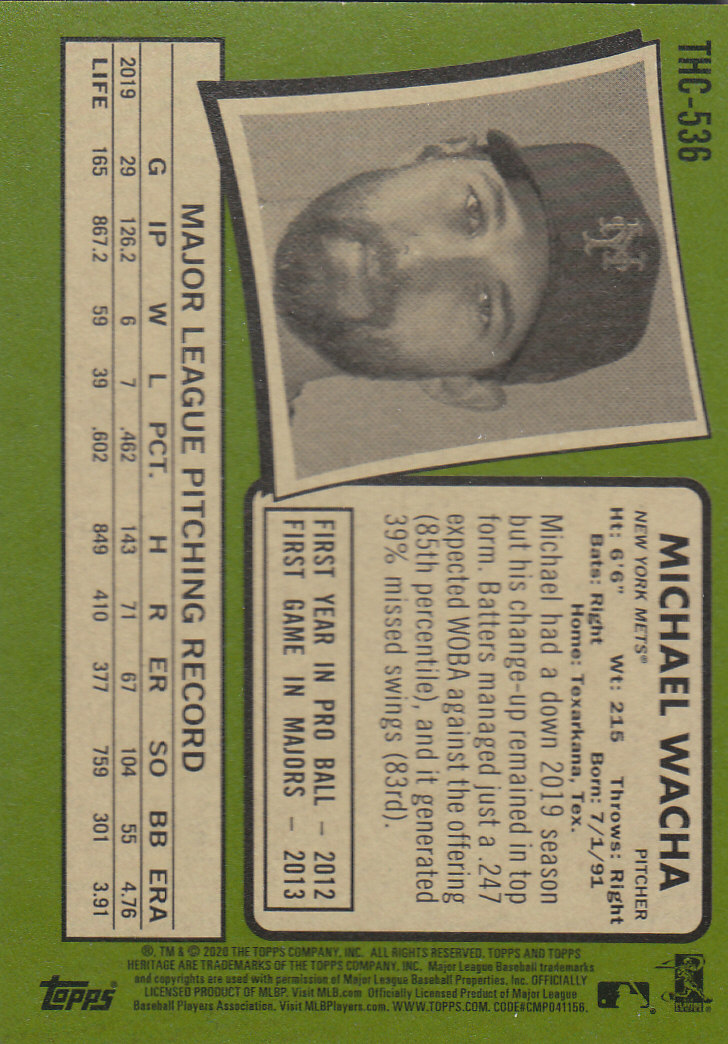 THC-536
MICHAEL WACHA
NEW YORK METS® PITCHER
Ht: 6'6" Wt: 215 Throws: Right
Bats: Right Born: 7/1/91
Home: Texarkana, Tex.
Michael had a down 2019 season
but his change-up remained in top
form. Batters managed just a .247
expected WOBA against the offering
(85th percentile), and it generated
39% missed swings (83rd).
FIRST YEAR IN PRO BALL – 2012
FIRST GAME IN MAJORS – 2013
MAJOR LEAGUE PITCHING RECORD
G IP W L PCT. H R ER SO BB ERA
2019 29 126.2 6 7 .462 143 71 67 104 55 4.76
LIFE 165 867.2 59 39 .602 849 410 377 759 301 3.91
®, TM & © 2020 THE TOPPS COMPANY, INC. ALL RIGHTS RESERVED. TOPPS AND TOPPS
HERITAGE ARE TRADEMARKS OF THE TOPPS COMPANY, INC. Major League Baseball trademarks
and copyrights are used with permission of Major League Baseball Properties, Inc. OFFICIALLY
LICENSED PRODUCT OF MLBP. Visit MLB.com Officially Licensed Product of Major League
Baseball Players Association. Visit MLBPlayers.com. WWW.TOPPS.COM. CODE#CMP041156.
topps